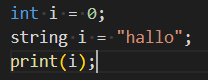 int i = 0;
string i = "hallo";
print(i);